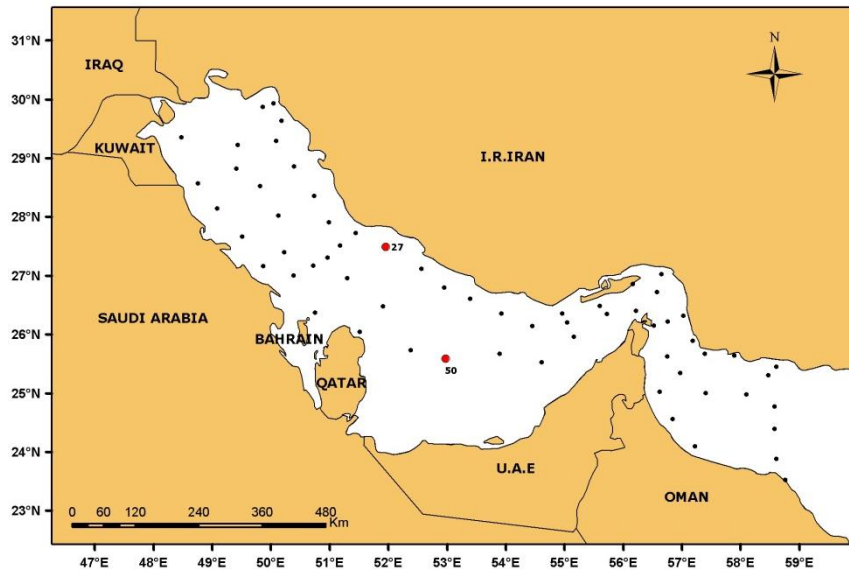 N
31°N
IRAQ
30°N
KUWAIT
29°N
I.R.IRAN
28°N
27
27°N
SAUDI ARABIA
26°N
BAHRAIN
50
QATAR
25°N
24°N
U.A.E
OMAN
23°N
0 60 120 240 360 480
Km
47°E 48°E 49°E 50°E 51°E 52°E 53°E 54°E 55°E 56°E 57°E 58°E 59°E